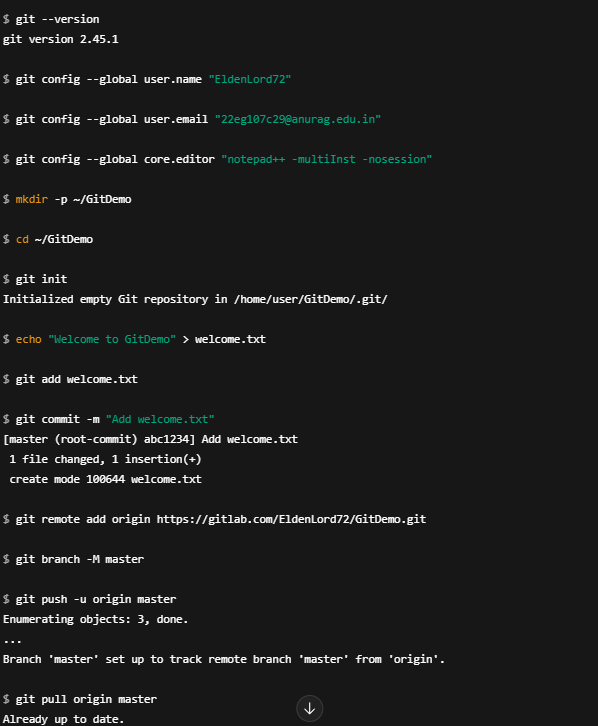 $ git --version
git version 2.45.1
$ git config --global user.name "EldenLord72"
$ git config --global user.email "22eg107c29@anurag.edu.in"
$ git config --global core.editor "notepad++ -multiInst -nosession"
$ mkdir -p ~/GitDemo
$ cd ~/GitDemo
$ git init
Initialized empty Git repository in /home/user/GitDemo/.git/
$ echo "Welcome to GitDemo" > welcome.txt
$ git add welcome.txt
$ git commit -m "Add welcome.txt"
[master (root-commit) abc1234] Add welcome.txt
 1 file changed, 1 insertion(+)
 create mode 100644 welcome.txt
$ git remote add origin https://gitlab.com/EldenLord72/GitDemo.git
$ git branch -M master
$ git push -u origin master
Enumerating objects: 3, done.
...
Branch 'master' set up to track remote branch 'master' from 'origin'.
$ git pull origin master
Already up to date.